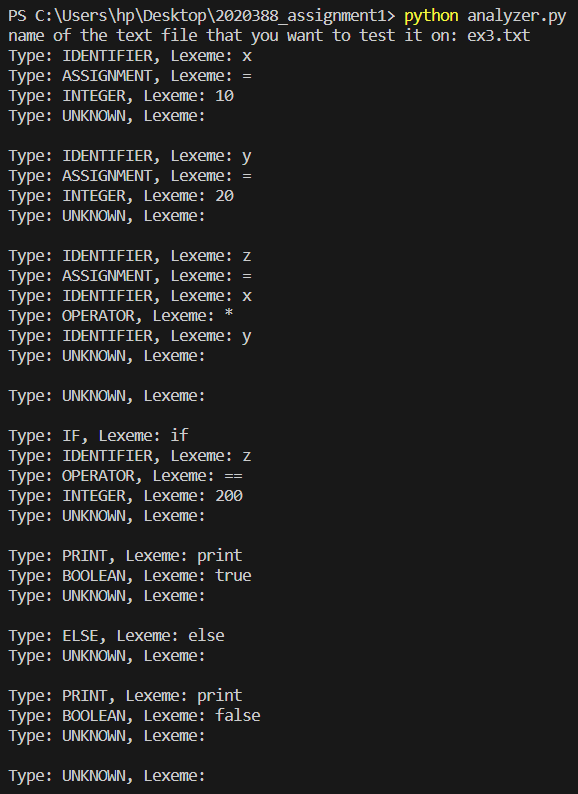 PS C:\Users\hp\Desktop\2020388_assignment1> python analyzer.py
name of the text file that you want to test it on: ex3.txt
Type: IDENTIFIER, Lexeme: x
Type: ASSIGNMENT, Lexeme: =
Type: INTEGER, Lexeme: 10
Type: UNKNOWN, Lexeme:

Type: IDENTIFIER, Lexeme: y
Type: ASSIGNMENT, Lexeme: =
Type: INTEGER, Lexeme: 20
Type: UNKNOWN, Lexeme:

Type: IDENTIFIER, Lexeme: z
Type: ASSIGNMENT, Lexeme: =
Type: IDENTIFIER, Lexeme: x
Type: OPERATOR, Lexeme: *
Type: IDENTIFIER, Lexeme: y
Type: UNKNOWN, Lexeme:

Type: UNKNOWN, Lexeme:

Type: IF, Lexeme: if
Type: IDENTIFIER, Lexeme: z
Type: OPERATOR, Lexeme: ==
Type: INTEGER, Lexeme: 200
Type: UNKNOWN, Lexeme:

Type: PRINT, Lexeme: print
Type: BOOLEAN, Lexeme: true
Type: UNKNOWN, Lexeme:

Type: ELSE, Lexeme: else
Type: UNKNOWN, Lexeme:

Type: PRINT, Lexeme: print
Type: BOOLEAN, Lexeme: false
Type: UNKNOWN, Lexeme:

Type: UNKNOWN, Lexeme: